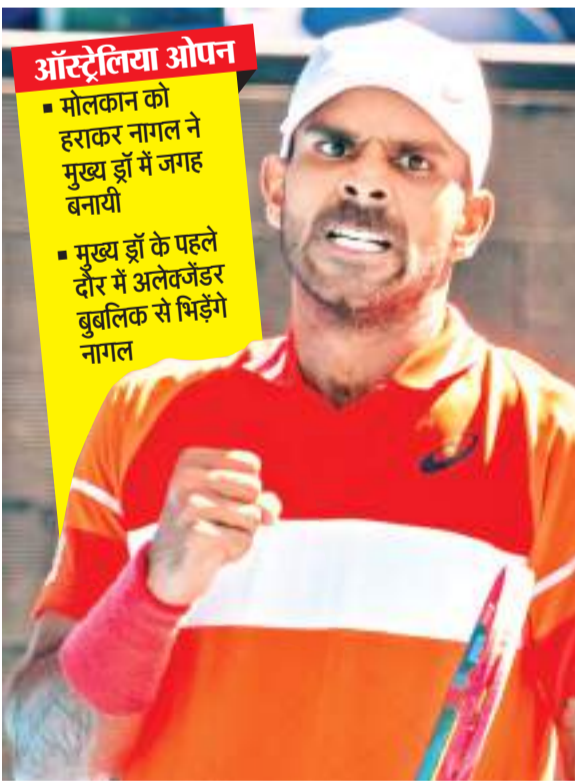 ऑस्ट्रेलिया ओपन
▪ मोलकान को
हराकर नागल ने
मुख्य ड्रॉ में जगह
बनायी
▪ मुख्य ड्रॉ के पहले
दौर में अलेक्जेंडर
बुबलिक से भिड़ेंगे
नागल